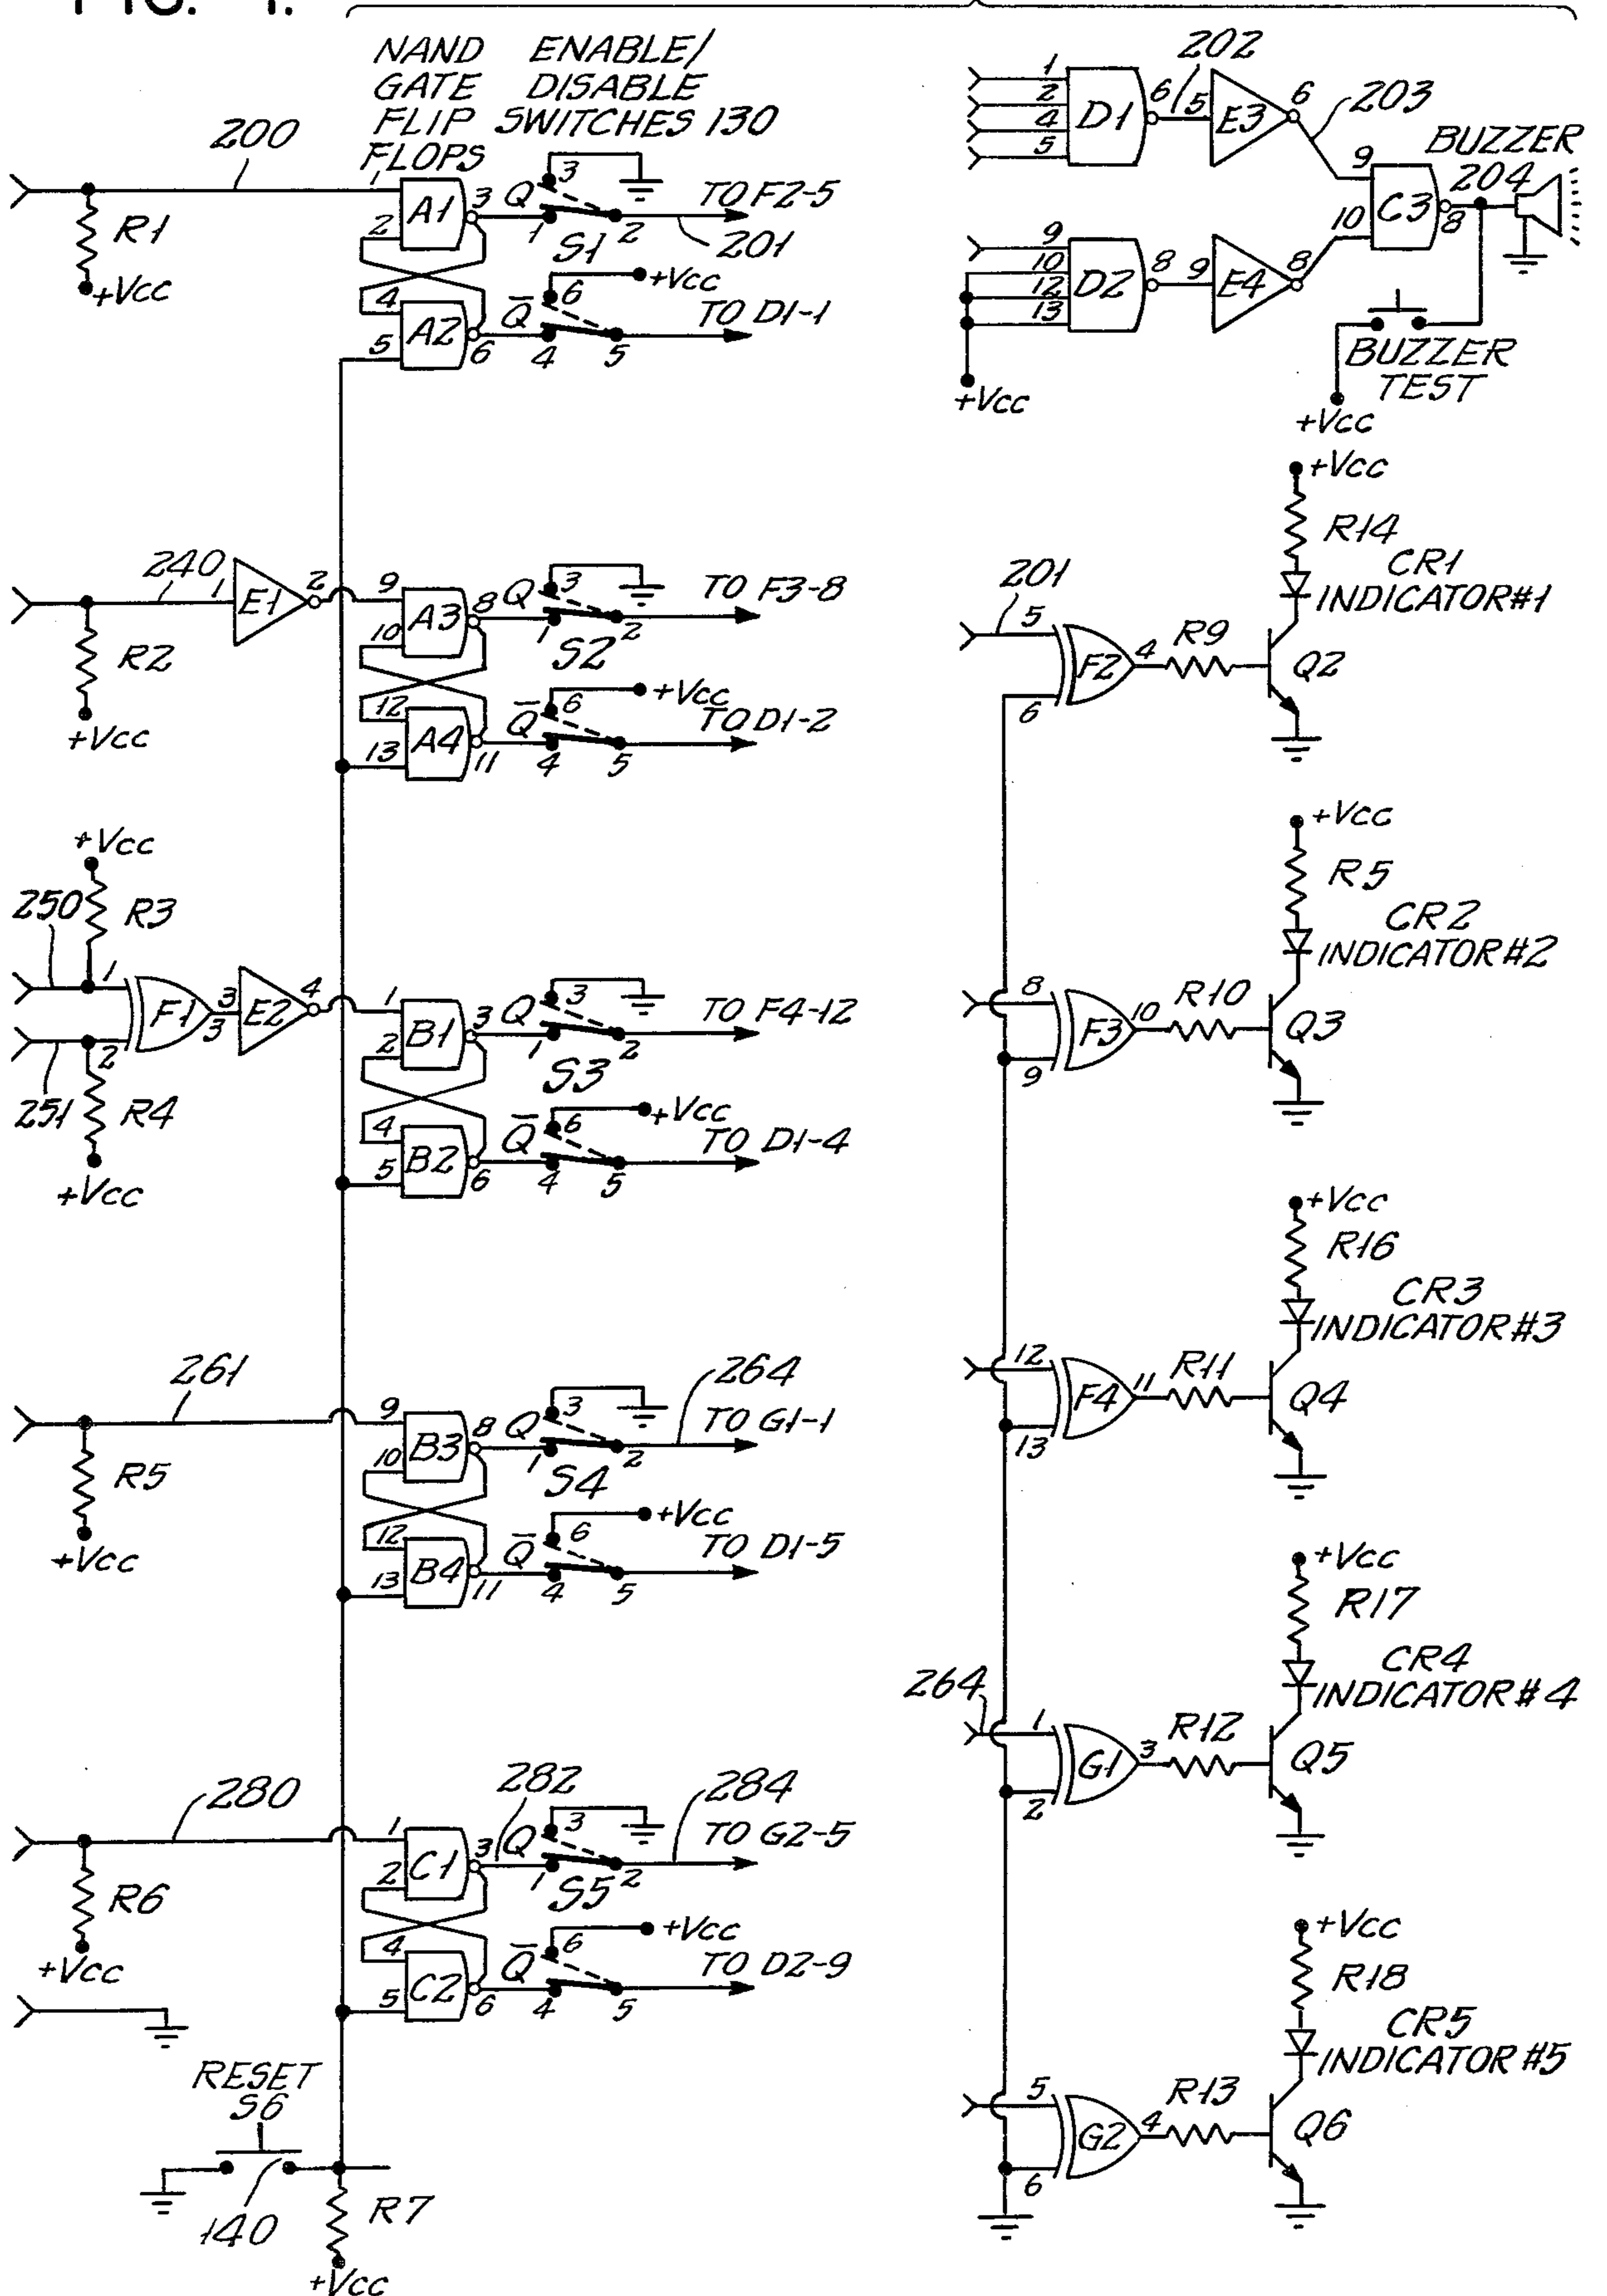 FIG. 4.
NAND GATE FLIP FLOPS
ENABLE/ DISABLE SWITCHES 130
200
R1
+Vcc
1
2
A1
3
Q
3
1
S1
2
TO F2-5
201
4
5
A2
6
Q̅
6
+Vcc
4
5
TO D1-1
240
1
E1
2
R2
+Vcc
9
10
A3
8
Q
3
1
S2
2
TO F3-8
12
13
A4
11
Q̅
6
+Vcc
4
5
TO D1-2
+Vcc
250
R3
1
F1
3
3
E2
4
2
251
R4
+Vcc
1
2
B1
3
Q
3
1
S3
2
TO F4-12
4
5
B2
6
Q̅
6
+Vcc
4
5
TO D1-4
261
R5
+Vcc
9
10
B3
8
Q
3
1
S4
2
264
TO G1-1
12
13
B4
11
Q̅
6
+Vcc
4
5
TO D1-5
280
R6
+Vcc
1
2
C1
3
282
Q
3
1
S5
2
284
TO G2-5
4
5
C2
6
Q̅
6
+Vcc
4
5
TO D2-9
RESET
S6
140
R7
+Vcc
1
2
4
5
D1
6
202
5
E3
6
203
9
10
12
13
D2
8
9
E4
8
+Vcc
9
10
C3
8
BUZZER
204
BUZZER
TEST
+Vcc
201
5
6
F2
4
R9
Q2
+Vcc
R14
CR1
INDICATOR #1
8
9
F3
10
R10
Q3
+Vcc
R5
CR2
INDICATOR #2
12
13
F4
11
R11
Q4
+Vcc
R16
CR3
INDICATOR #3
264
1
2
G1
3
R12
Q5
+Vcc
R17
CR4
INDICATOR #4
5
6
G2
4
R13
Q6
+Vcc
R18
CR5
INDICATOR #5